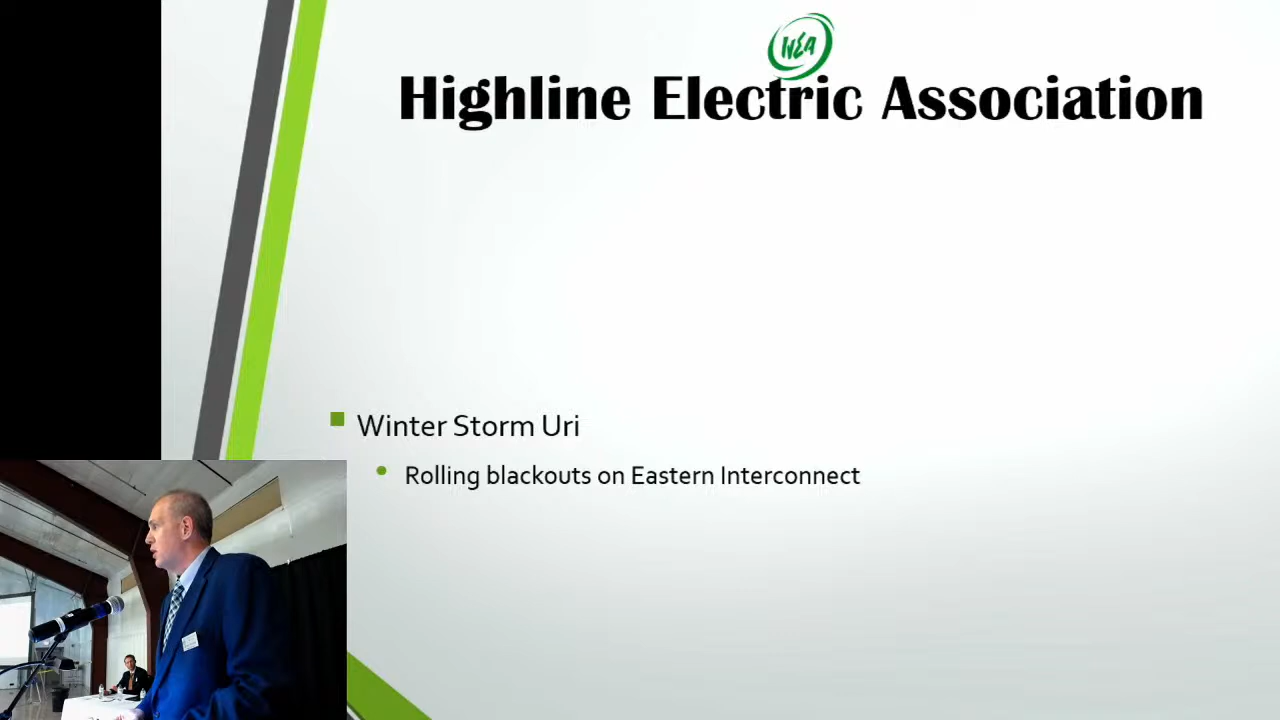 HEA
Highline Electric Association
Winter Storm Uri
Rolling blackouts on Eastern Interconnect